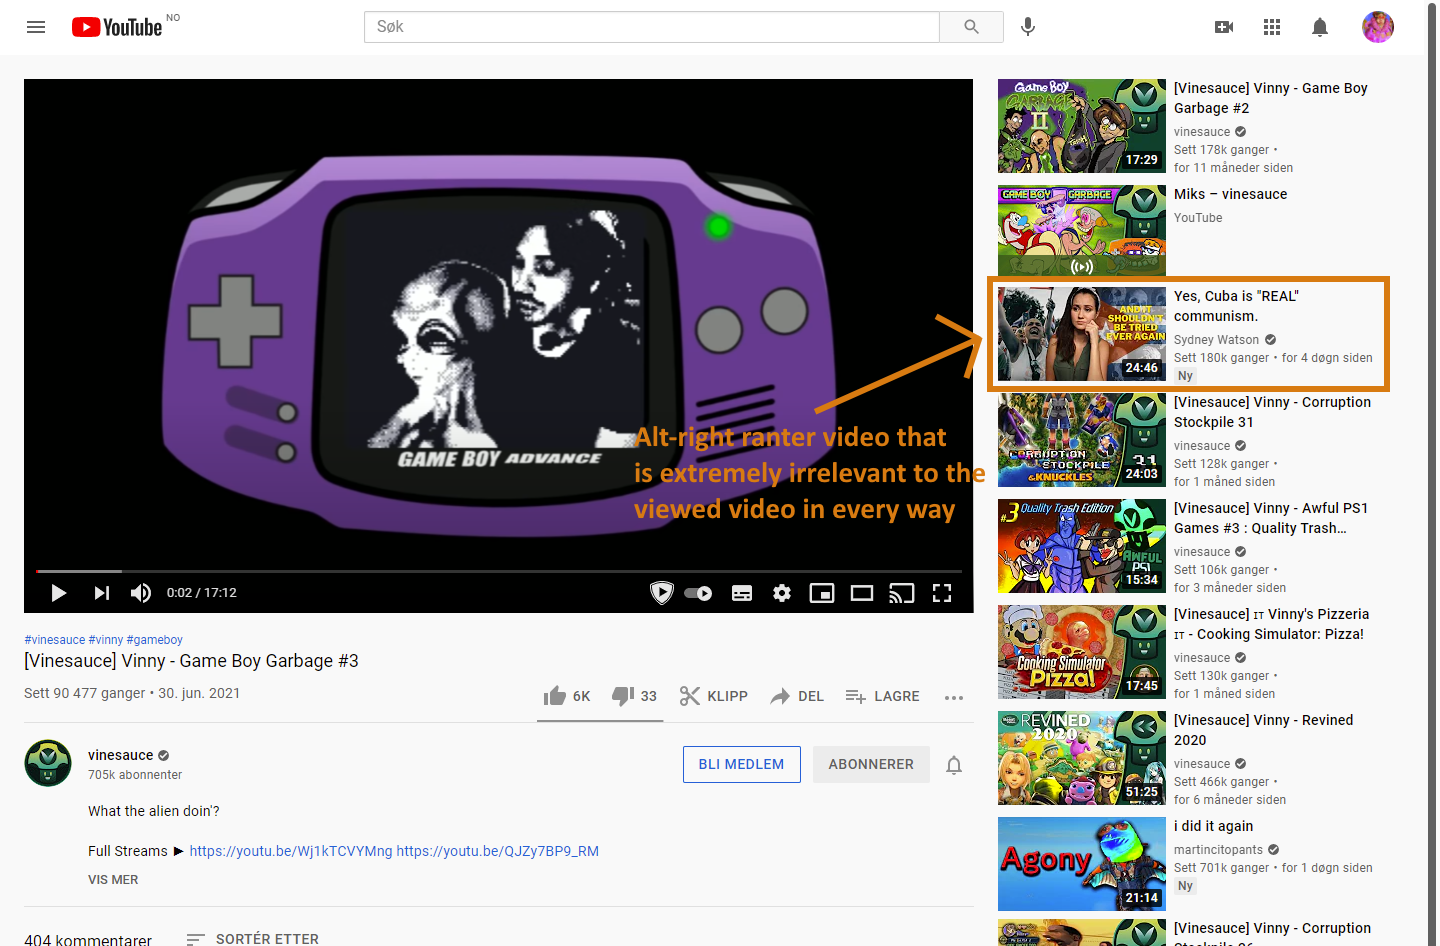 YouTube NO
Søk
GAME BOY ADVANCE
Alt-right ranter video that
is extremely irrelevant to the
viewed video in every way
0:02 / 17:12
#vinesauce #vinny #gameboy
[Vinesauce] Vinny - Game Boy Garbage #3
Sett 90 477 ganger • 30. jun. 2021
6K
33
KLIPP
DEL
LAGRE
vinesauce
705k abonnenter
BLI MEDLEM
ABONNERER
What the alien doin'?
Full Streams ► https://youtu.be/Wj1kTCVYMng https://youtu.be/QJZy7BP9_RM
VIS MER
404 kommentarer
SORTÉR ETTER
Game Boy
GARBAGE
II
17:29
[Vinesauce] Vinny - Game Boy
Garbage #2
vinesauce
Sett 178k ganger •
for 11 måneder siden
GAME BOY GARBAGE
Miks – vinesauce
YouTube
AND IT
SHOULDN'T
BE TRIED
EVER AGAIN
24:46
Yes, Cuba is "REAL"
communism.
Sydney Watson
Sett 180k ganger • for 4 døgn siden
Ny
CORRUPTION
STOCKPILE
& KNUCKLES
31
24:03
[Vinesauce] Vinny - Corruption
Stockpile 31
vinesauce
Sett 128k ganger •
for 1 måned siden
#3 Quality Trash Edition
AWFUL
PS1
15:34
[Vinesauce] Vinny - Awful PS1
Games #3 : Quality Trash...
vinesauce
Sett 106k ganger •
for 3 måneder siden
Cooking Simulator
Pizza!
17:45
[Vinesauce] ɪᴛ Vinny's Pizzeria
ɪᴛ - Cooking Simulator: Pizza!
vinesauce
Sett 130k ganger •
for 1 måned siden
REVINED
2020
51:25
[Vinesauce] Vinny - Revined
2020
vinesauce
Sett 466k ganger •
for 6 måneder siden
Agony
21:14
i did it again
martincitopants
Sett 701k ganger • for 1 døgn siden
Ny
[Vinesauce] Vinny - Corruption